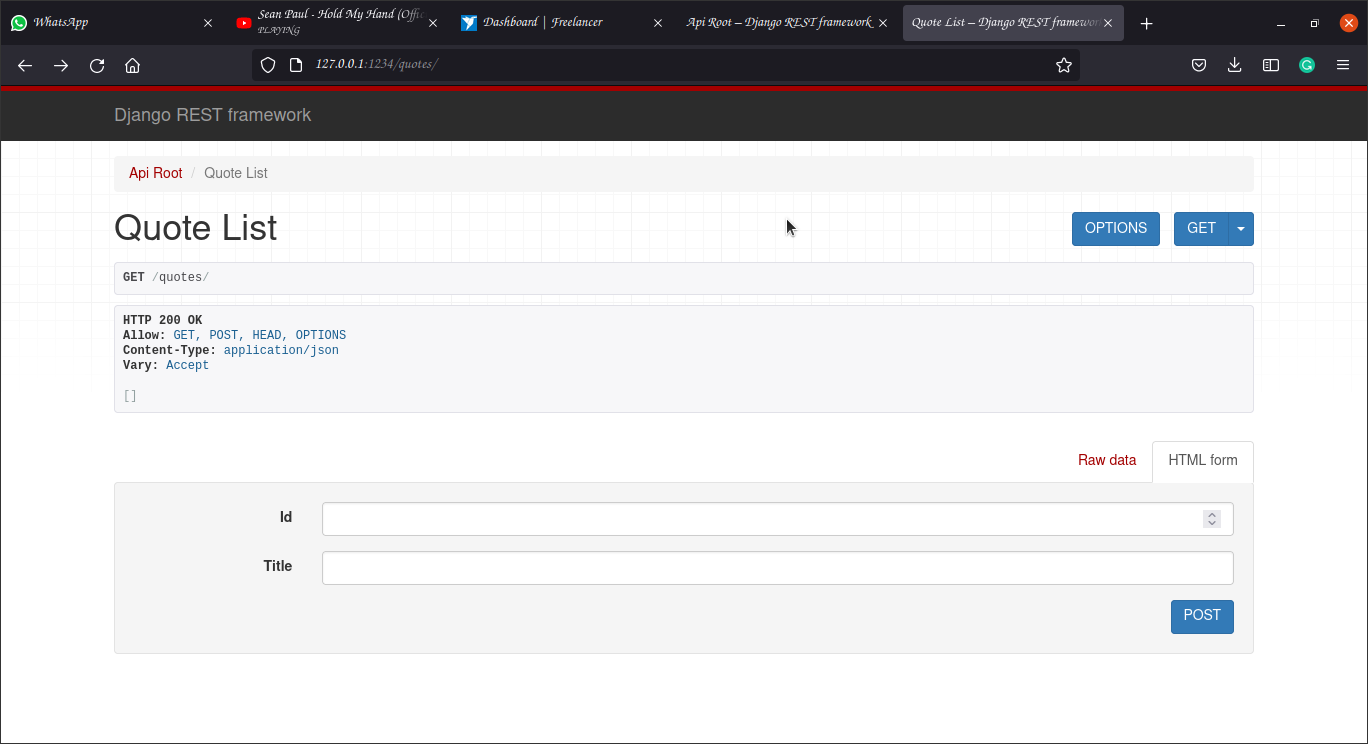 WhatsApp
Sean Paul - Hold My Hand (Offic
PLAYING
Dashboard | Freelancer
Api Root – Django REST framework
Quote List – Django REST framewor
127.0.0.1:1234/quotes/
Django REST framework
Api Root / Quote List
Quote List
OPTIONS
GET
GET /quotes/
HTTP 200 OK
Allow: GET, POST, HEAD, OPTIONS
Content-Type: application/json
Vary: Accept
[]
Raw data
HTML form
Id
Title
POST